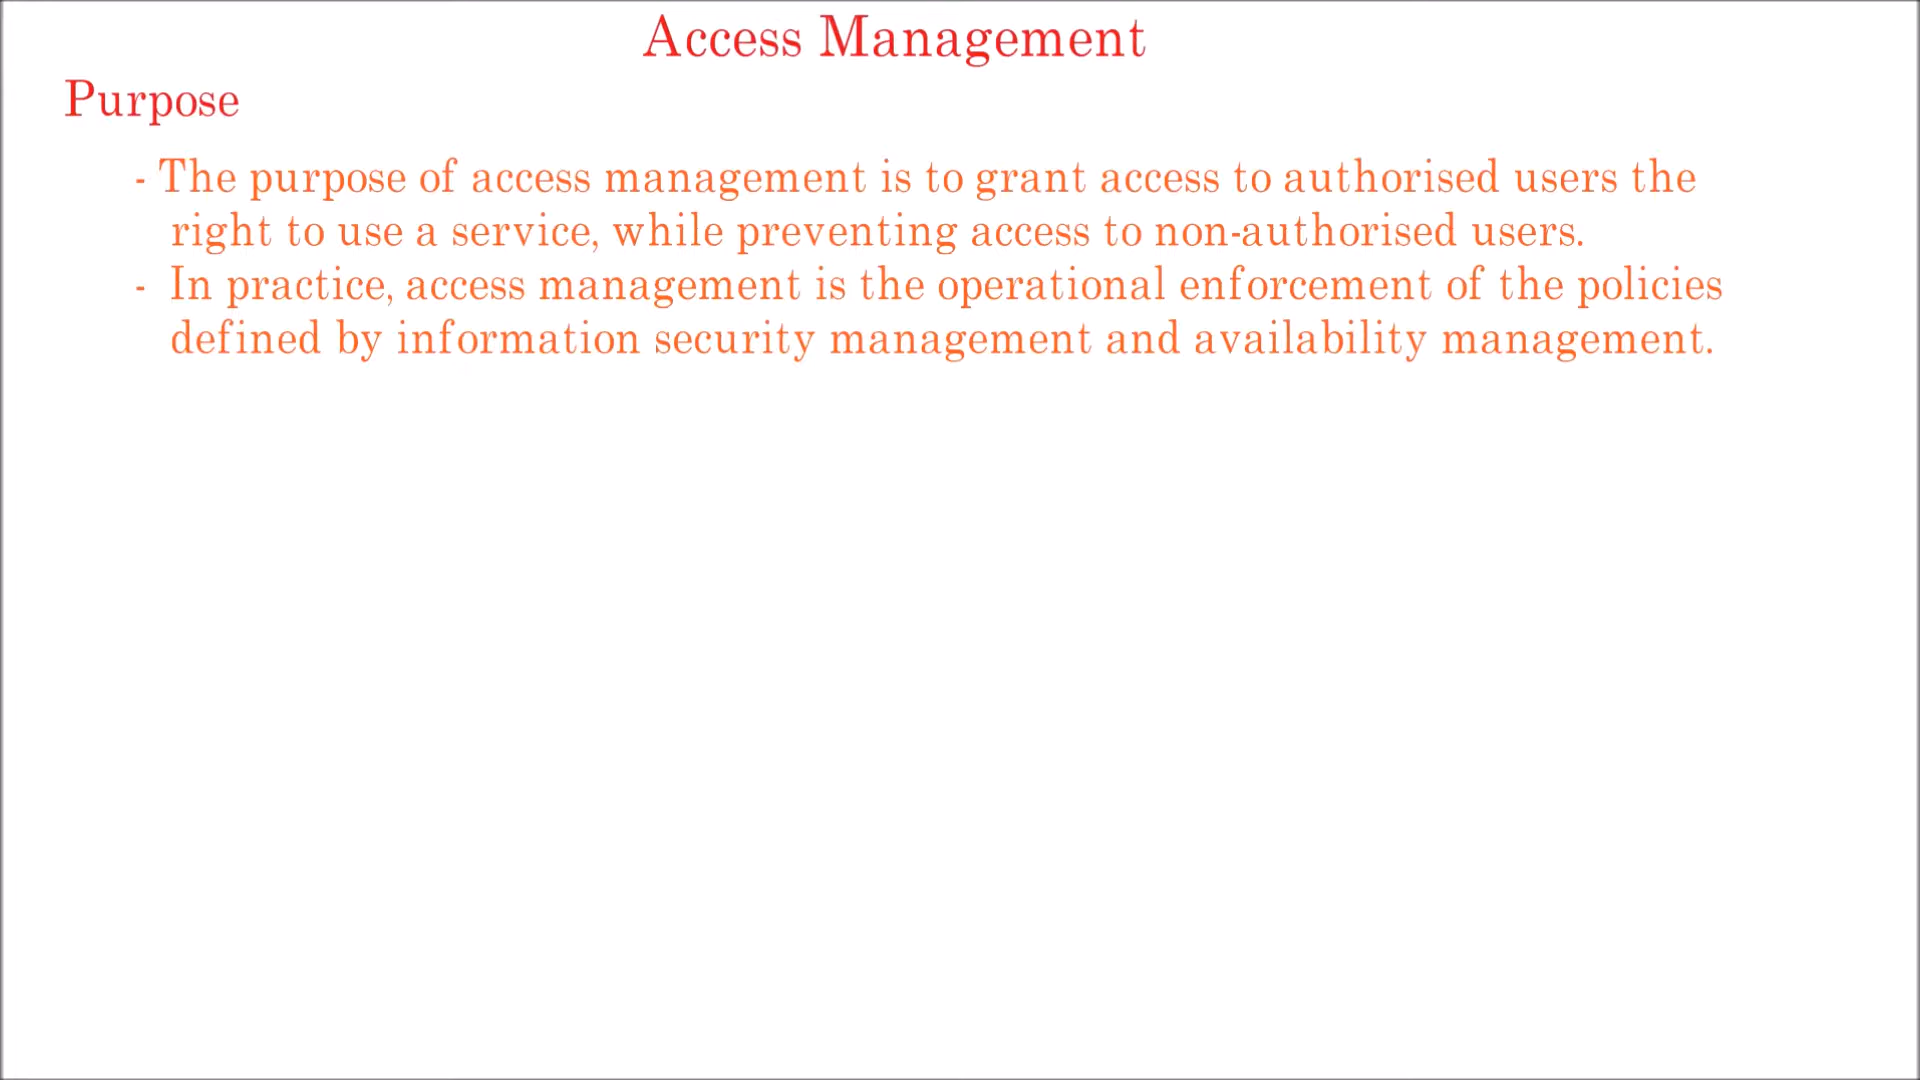 Access Management
Purpose
- The purpose of access management is to grant access to authorised users the
right to use a service, while preventing access to non-authorised users.
- In practice, access management is the operational enforcement of the policies
defined by information security management and availability management.